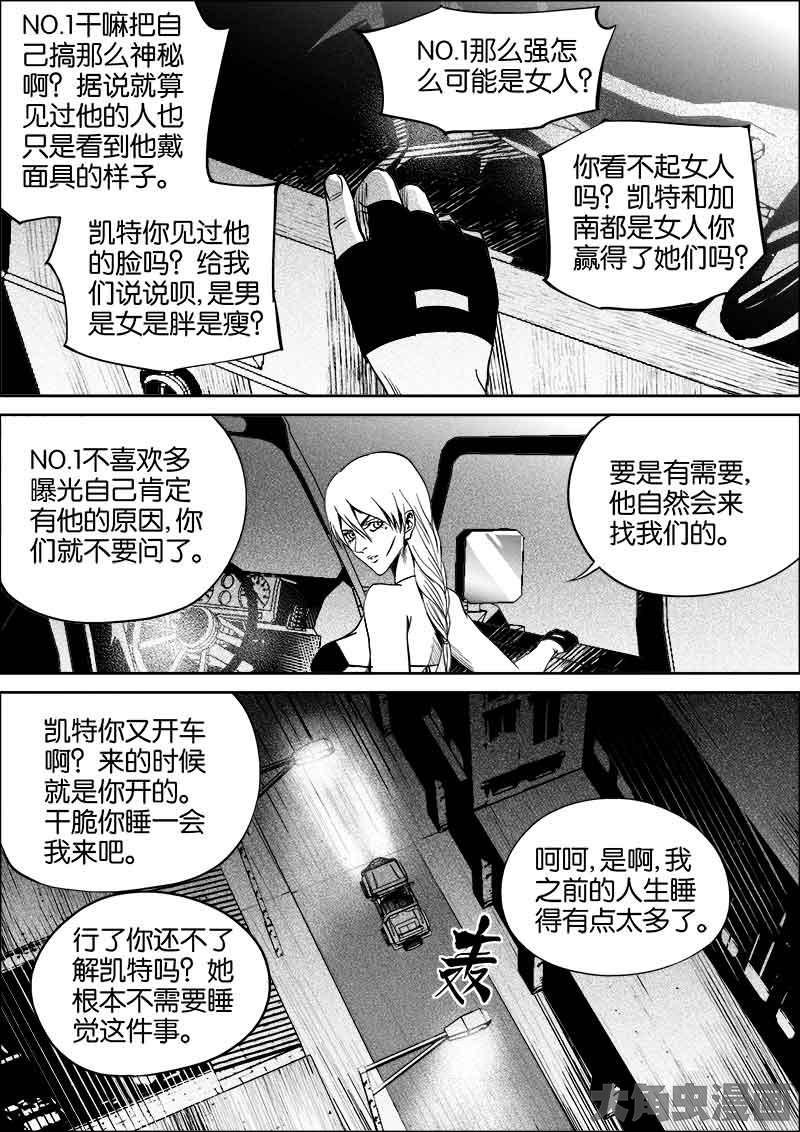 NO.1干嘛把自
己搞那么神秘
啊？据说就算
见过他的人也
只是看到他戴
面具的样子。
NO.1那么强怎
么可能是女人？
凯特你见过他
的脸吗？给我
们说说呗,是男
是女是胖是瘦？
你看不起女人
吗？凯特和加
南都是女人你
赢得了她们吗？
NO.1不喜欢多
曝光自己肯定
有他的原因,你
们就不要问了。
要是有需要,
他自然会来
找我们的。
凯特你又开车
啊？来的时候
就是你开的。
干脆你睡一会
我来吧。
呵呵,是啊,我
之前的人生睡
得有点太多了。
行了你还不了
解凯特吗？她
根本不需要睡
觉这件事。
轰
大角虫漫画